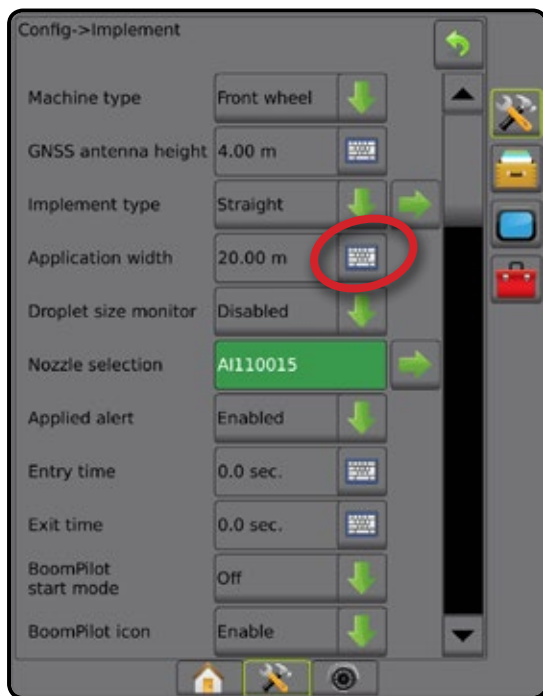 Config->Implement
Machine type Front wheel
GNSS antenna height 4.00 m
Implement type Straight
Application width 20.00 m
Droplet size monitor Disabled
Nozzle selection AI110015
Applied alert Enabled
Entry time 0.0 sec.
Exit time 0.0 sec.
BoomPilot
start mode Off
BoomPilot icon Enable